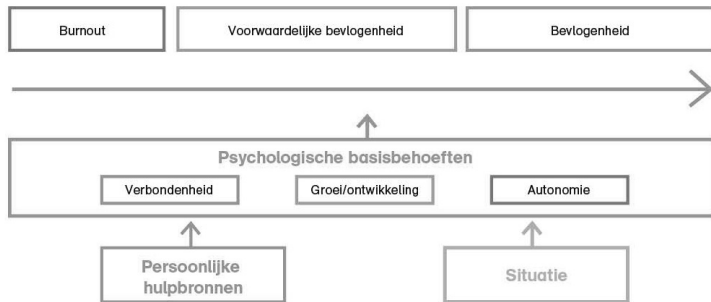 Burnout
Voorwaardelijke bevlogenheid
Bevlogenheid
Psychologische basisbehoeften
Verbondenheid
Groei/ontwikkeling
Autonomie
Persoonlijke
hulpbronnen
Situatie